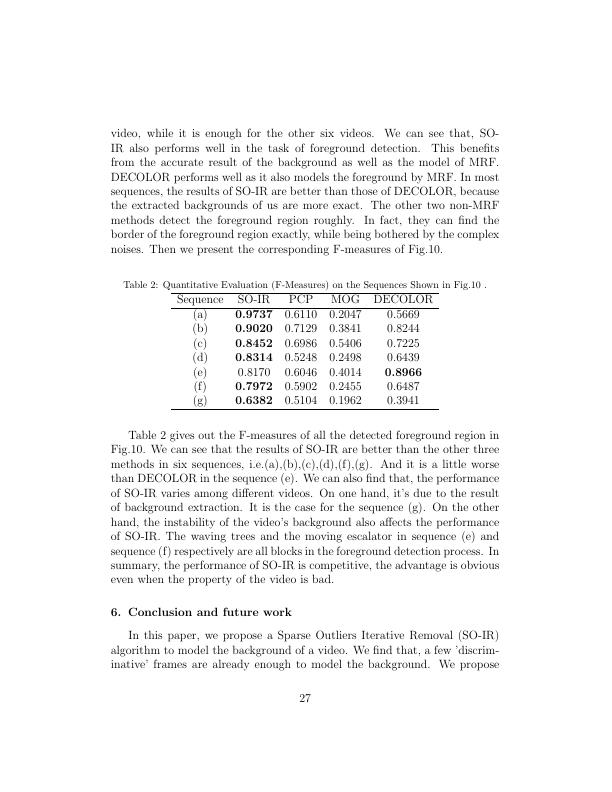 video, while it is enough for the other six videos. We can see that, SO-
IR also performs well in the task of foreground detection. This benefits
from the accurate result of the background as well as the model of MRF.
DECOLOR performs well as it also models the foreground by MRF. In most
sequences, the results of SO-IR are better than those of DECOLOR, because
the extracted backgrounds of us are more exact. The other two non-MRF
methods detect the foreground region roughly. In fact, they can find the
border of the foreground region exactly, while being bothered by the complex
noises. Then we present the corresponding F-measures of Fig.10.
Table 2: Quantitative Evaluation (F-Measures) on the Sequences Shown in Fig.10 .
Sequence SO-IR PCP MOG DECOLOR
(a) 0.9737 0.6110 0.2047 0.5669
(b) 0.9020 0.7129 0.3841 0.8244
(c) 0.8452 0.6986 0.5406 0.7225
(d) 0.8314 0.5248 0.2498 0.6439
(e) 0.8170 0.6046 0.4014 0.8966
(f) 0.7972 0.5902 0.2455 0.6487
(g) 0.6382 0.5104 0.1962 0.3941
Table 2 gives out the F-measures of all the detected foreground region in
Fig.10. We can see that the results of SO-IR are better than the other three
methods in six sequences, i.e.(a),(b),(c),(d),(f),(g). And it is a little worse
than DECOLOR in the sequence (e). We can also find that, the performance
of SO-IR varies among different videos. On one hand, it's due to the result
of background extraction. It is the case for the sequence (g). On the other
hand, the instability of the video's background also affects the performance
of SO-IR. The waving trees and the moving escalator in sequence (e) and
sequence (f) respectively are all blocks in the foreground detection process. In
summary, the performance of SO-IR is competitive, the advantage is obvious
even when the property of the video is bad.
6. Conclusion and future work
In this paper, we propose a Sparse Outliers Iterative Removal (SO-IR)
algorithm to model the background of a video. We find that, a few 'discrim-
inative' frames are already enough to model the background. We propose
27